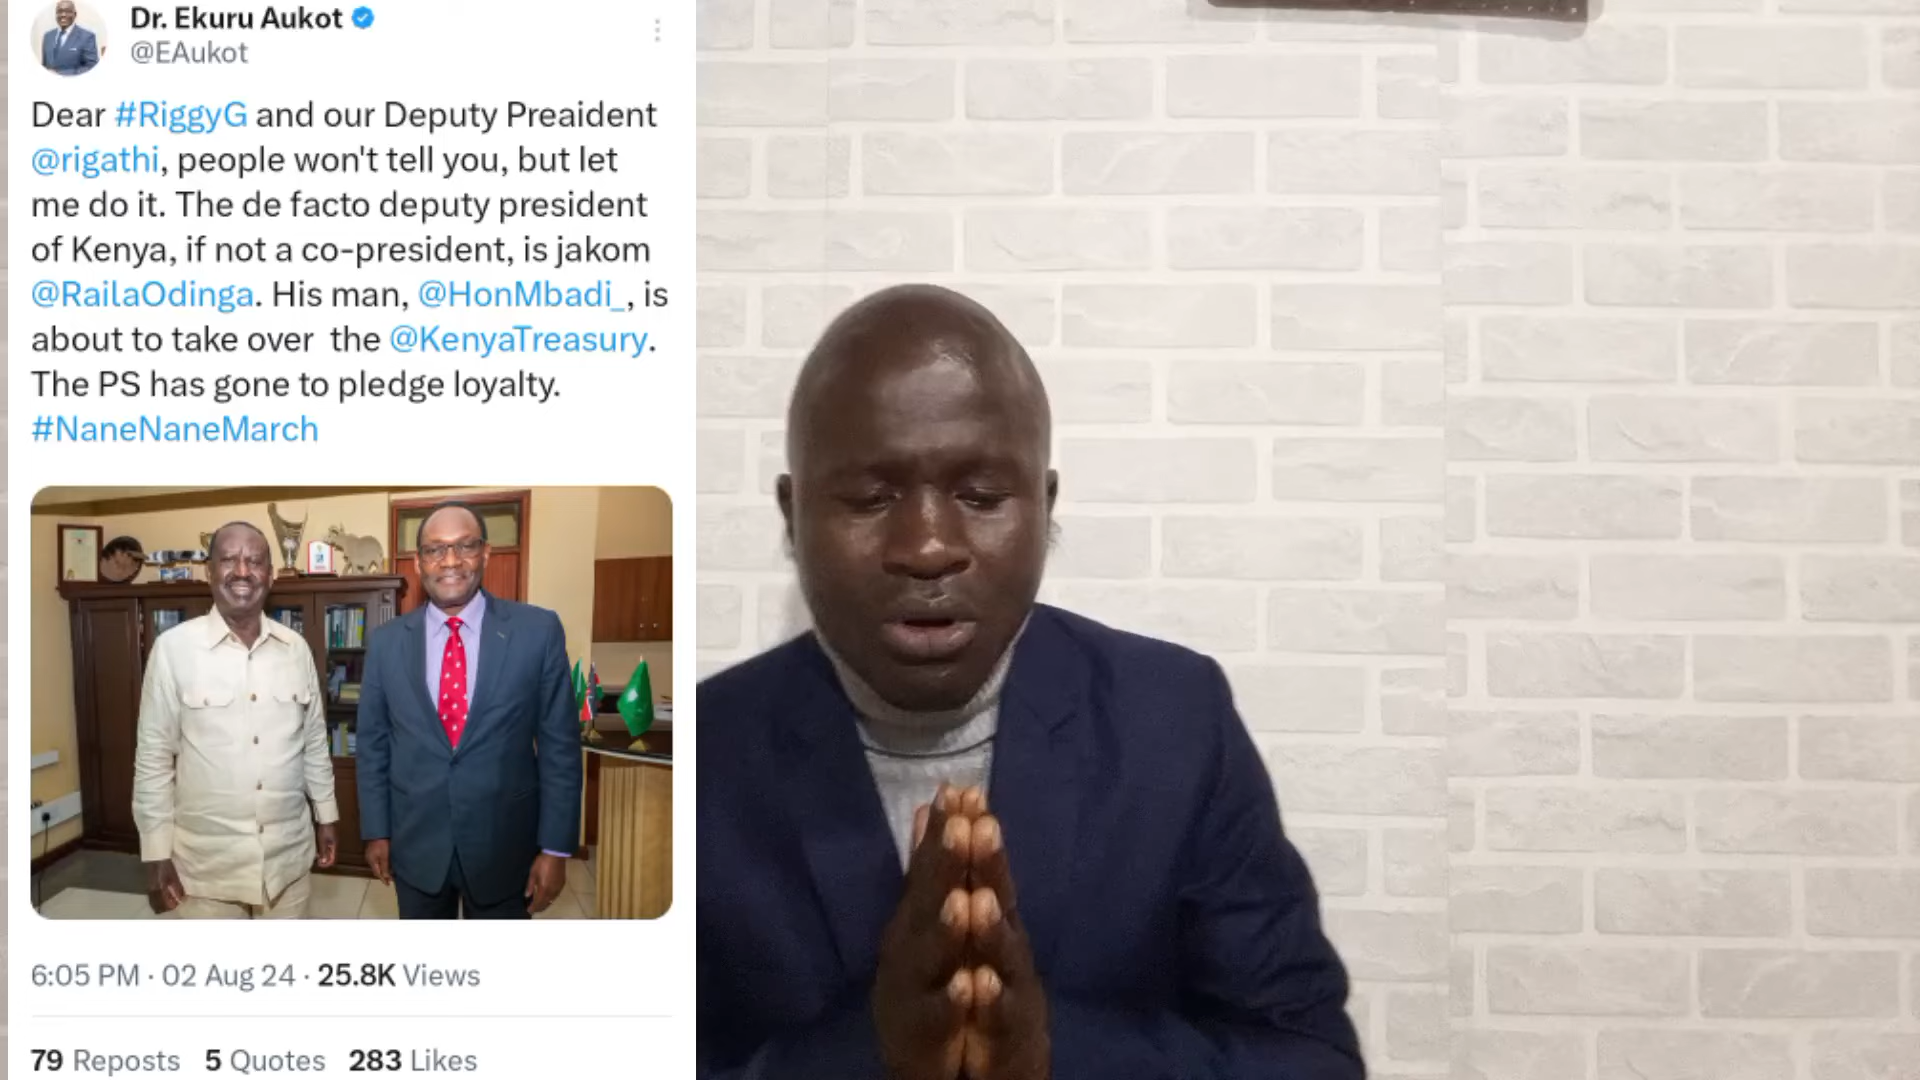 Dr. Ekuru Aukot
@EAukot
Dear #RiggyG and our Deputy Preaident
@rigathi, people won't tell you, but let
me do it. The de facto deputy president
of Kenya, if not a co-president, is jakom
@RailaOdinga. His man, @HonMbadi_, is
about to take over the @KenyaTreasury.
The PS has gone to pledge loyalty.
#NaneNaneMarch
6:05 PM · 02 Aug 24 · 25.8K Views
79 Reposts 5 Quotes 283 Likes